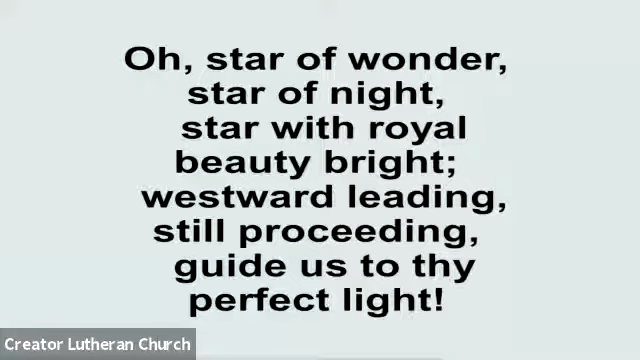 Oh, star of wonder,
star of night,
star with royal
beauty bright;
westward leading,
still proceeding,
guide us to thy
perfect light!
Creator Lutheran Church